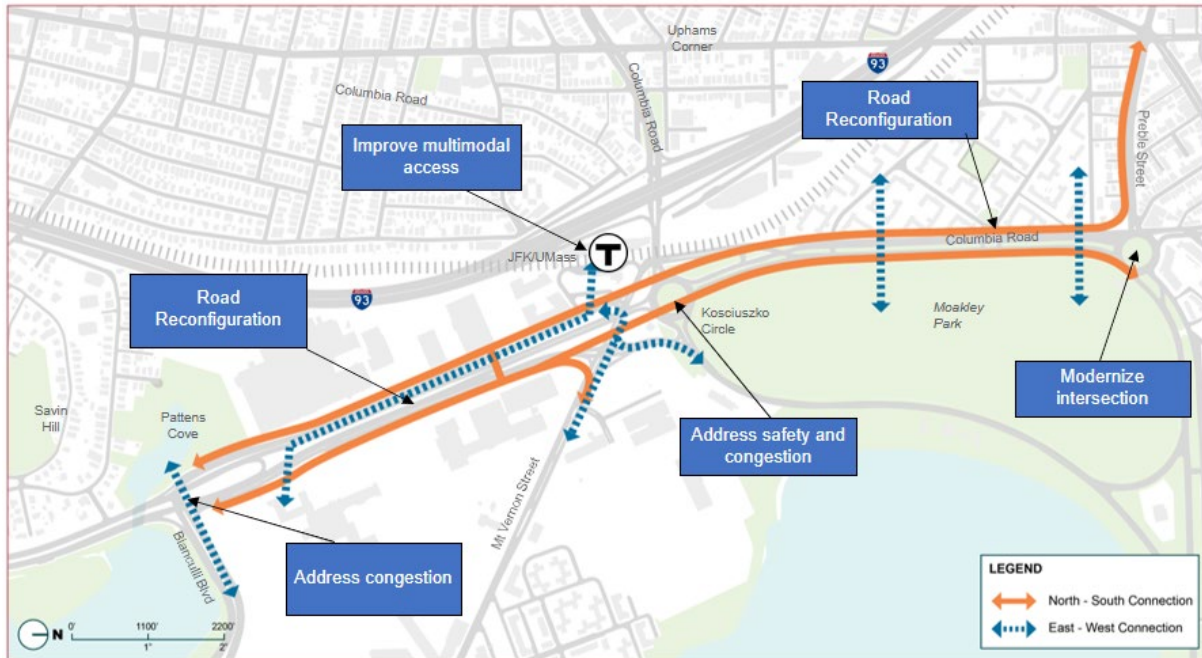 Uphams
Corner
93
Columbia Road
Columbia Road
Road
Reconfiguration
Preble Street
93
Improve multimodal
access
T
JFK/UMass
Columbia Road
93
Road
Reconfiguration
Kosciuszko
Circle
Moakley
Park
Modernize
intersection
Savin
Hill
Pattens
Cove
Address safety and
congestion
Mt Vernon Street
Address congestion
Bianculli Blvd
N
0'
1100'
2200'
1"
2'
LEGEND
North - South Connection
East - West Connection